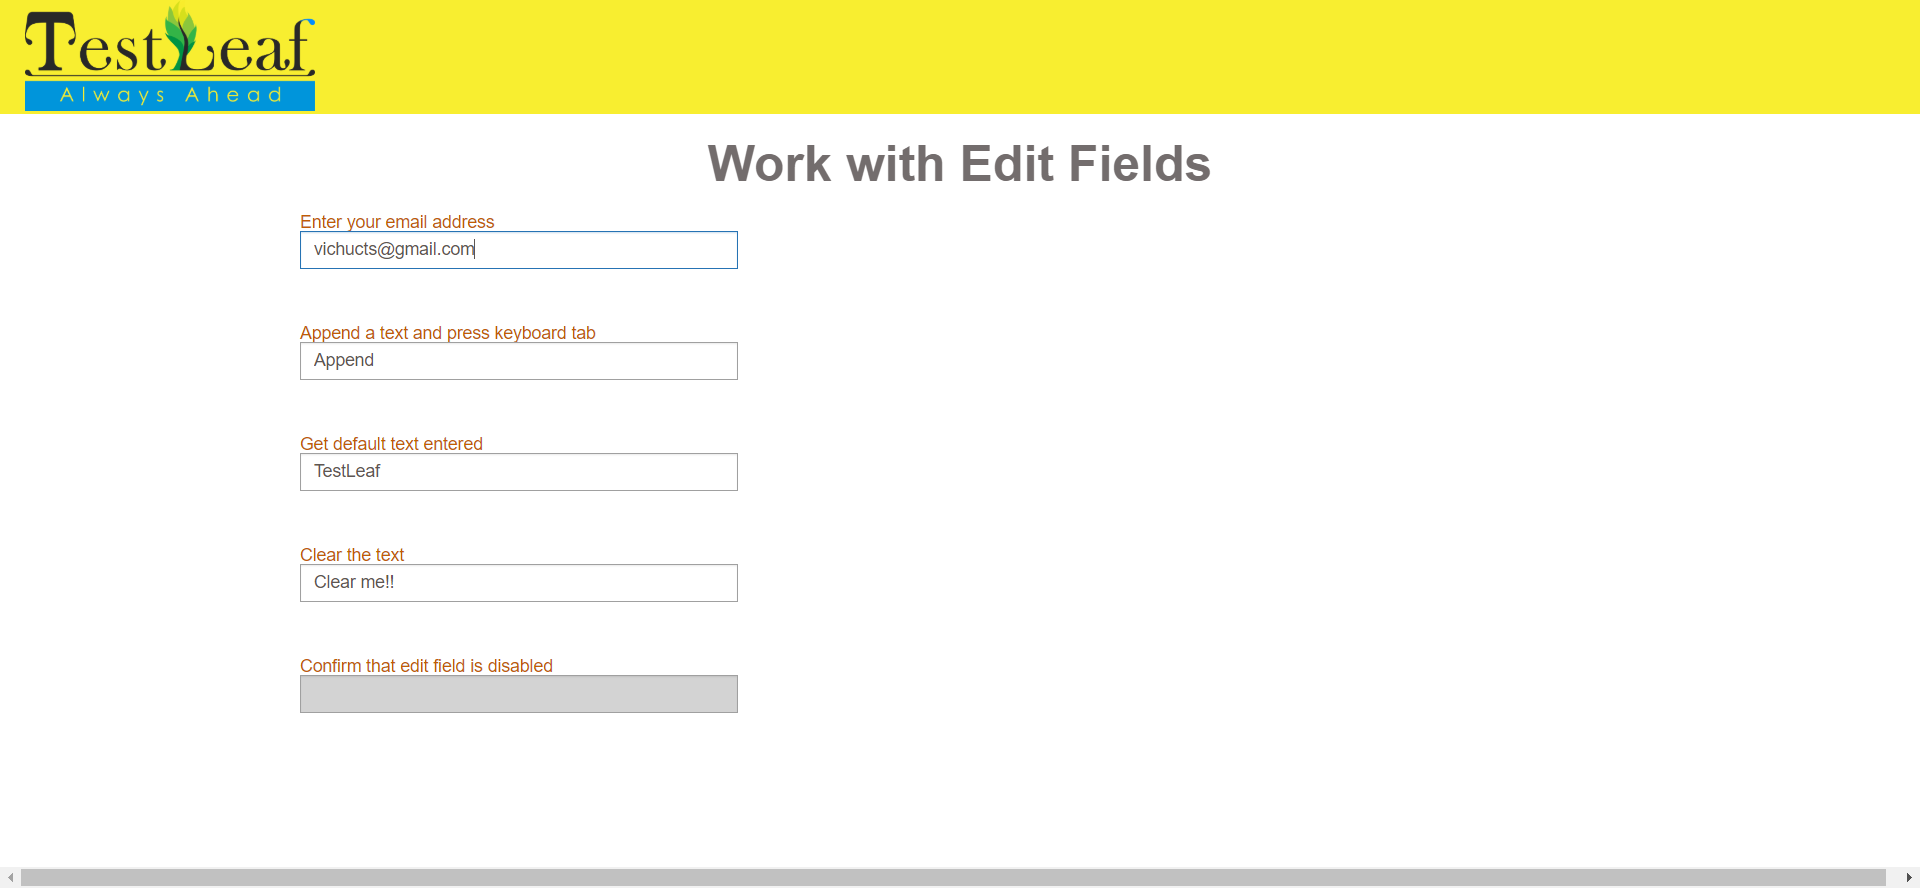 TestLeaf
Always Ahead
Work with Edit Fields
Enter your email address
vichucts@gmail.com
Append a text and press keyboard tab
Append
Get default text entered
TestLeaf
Clear the text
Clear me!!
Confirm that edit field is disabled